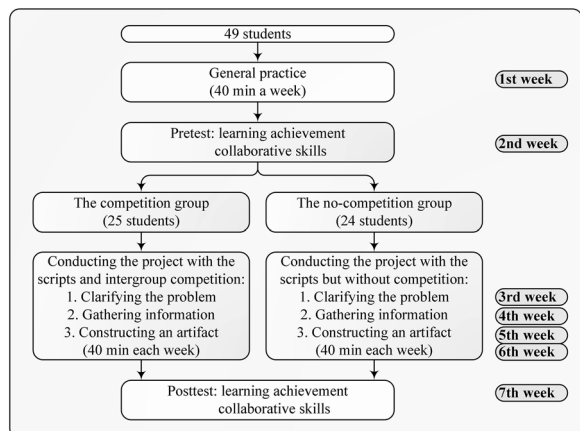 49 students
General practice
(40 min a week)
1st week
Pretest: learning achievement
collaborative skills
2nd week
The competition group
(25 students)
The no-competition group
(24 students)
Conducting the project with the
scripts and intergroup competition:
1. Clarifying the problem
2. Gathering information
3. Constructing an artifact
(40 min each week)
Conducting the project with the
scripts but without competition:
1. Clarifying the problem
2. Gathering information
3. Constructing an artifact
(40 min each week)
3rd week
4th week
5th week
6th week
Posttest: learning achievement
collaborative skills
7th week